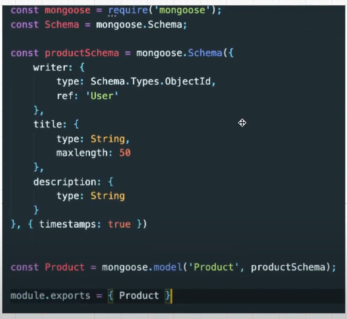 const mongoose = require('mongoose');
const Schema = mongoose.Schema;
const productSchema = mongoose.Schema({
writer: {
type: Schema.Types.ObjectId,
ref: 'User'
},
title: {
type: String,
maxlength: 50
},
description: {
type: String
}
}, { timestamps: true })
const Product = mongoose.model('Product', productSchema);
module.exports = { Product }